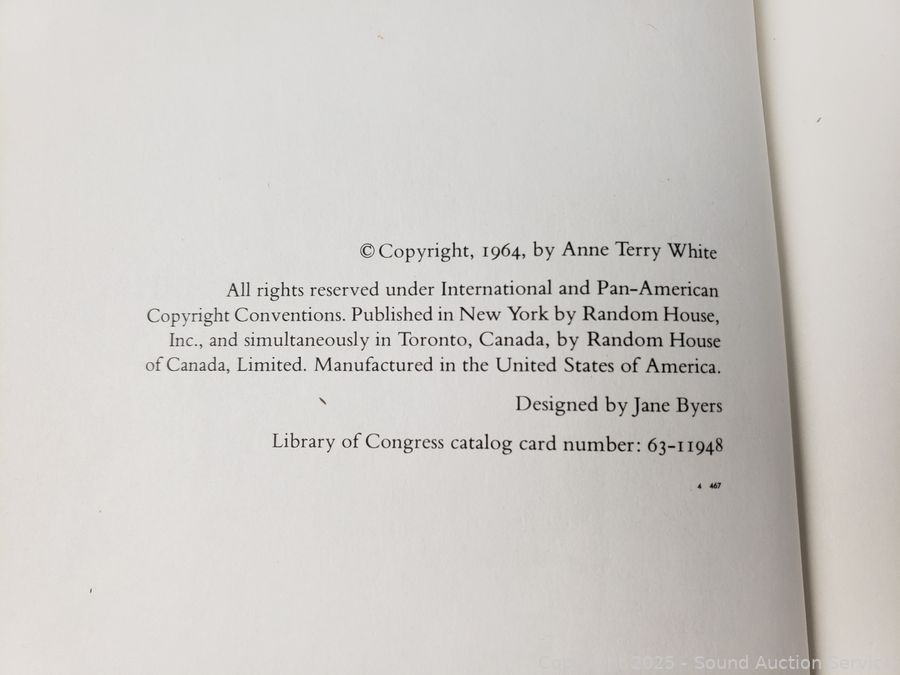 © Copyright, 1964, by Anne Terry White
All rights reserved under International and Pan-American
Copyright Conventions. Published in New York by Random House,
Inc., and simultaneously in Toronto, Canada, by Random House
of Canada, Limited. Manufactured in the United States of America.
Designed by Jane Byers
Library of Congress catalog card number: 63-11948
4 467
2025 - Sound Auction Service